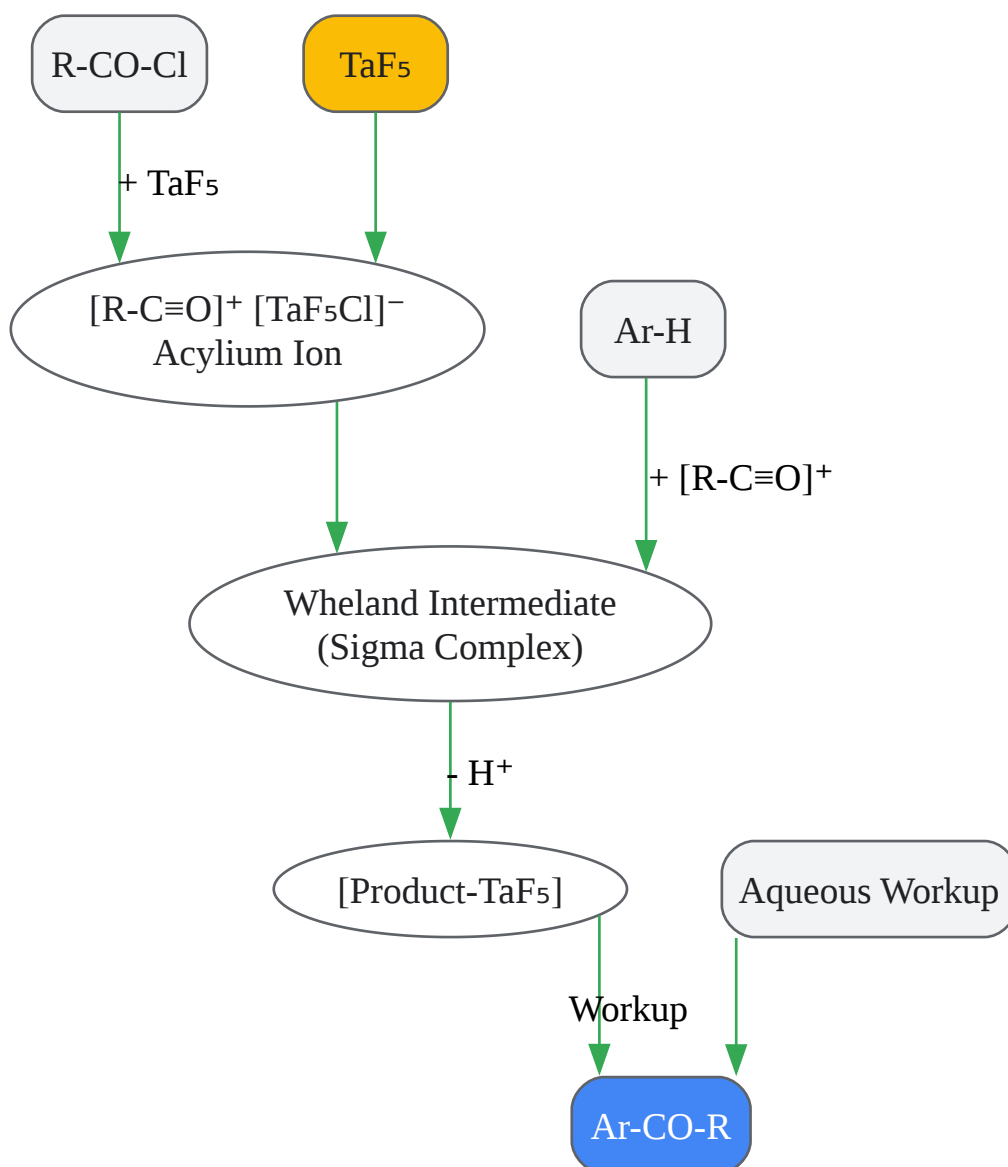 R-CO-Cl
TaF₅
+ TaF₅
[R-C≡O]⁺ [TaF₅Cl]⁻
Acylium Ion
Ar-H
+ [R-C≡O]⁺
Wheland Intermediate
(Sigma Complex)
- H⁺
[Product-TaF₅]
Aqueous Workup
Workup
Ar-CO-R